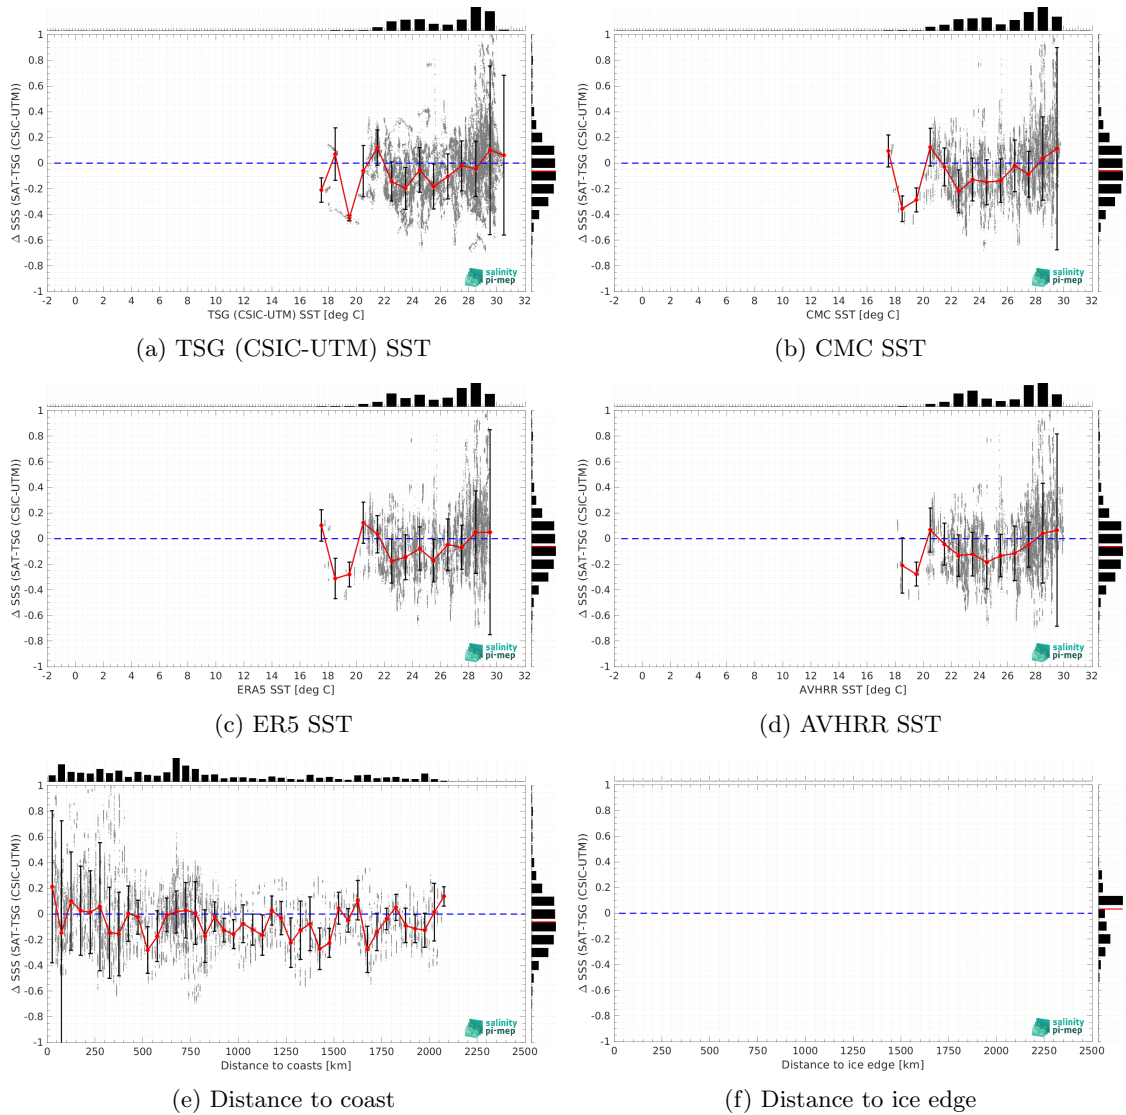 1
0.8
0.6
0.4
0.2
0
-0.2
-0.4
-0.6
-0.8
-1
Δ SSS (SAT-TSG (CSIC-UTM))
-2 0 2 4 6 8 10 12 14 16 18 20 22 24 26 28 30 32
TSG (CSIC-UTM) SST [deg C]
salinity
pi-mep
(a) TSG (CSIC-UTM) SST
1
0.8
0.6
0.4
0.2
0
-0.2
-0.4
-0.6
-0.8
-1
Δ SSS (SAT-TSG (CSIC-UTM))
-2 0 2 4 6 8 10 12 14 16 18 20 22 24 26 28 30 32
CMC SST [deg C]
salinity
pi-mep
(b) CMC SST
1
0.8
0.6
0.4
0.2
0
-0.2
-0.4
-0.6
-0.8
-1
Δ SSS (SAT-TSG (CSIC-UTM))
-2 0 2 4 6 8 10 12 14 16 18 20 22 24 26 28 30 32
ERA5 SST [deg C]
salinity
pi-mep
(c) ER5 SST
1
0.8
0.6
0.4
0.2
0
-0.2
-0.4
-0.6
-0.8
-1
Δ SSS (SAT-TSG (CSIC-UTM))
-2 0 2 4 6 8 10 12 14 16 18 20 22 24 26 28 30 32
AVHRR SST [deg C]
salinity
pi-mep
(d) AVHRR SST
1
0.8
0.6
0.4
0.2
0
-0.2
-0.4
-0.6
-0.8
-1
Δ SSS (SAT-TSG (CSIC-UTM))
0 250 500 750 1000 1250 1500 1750 2000 2250 2500
Distance to coasts [km]
salinity
pi-mep
(e) Distance to coast
1
0.8
0.6
0.4
0.2
0
-0.2
-0.4
-0.6
-0.8
-1
Δ SSS (SAT-TSG (CSIC-UTM))
0 250 500 750 1000 1250 1500 1750 2000 2250 2500
Distance to ice edge [km]
salinity
pi-mep
(f) Distance to ice edge